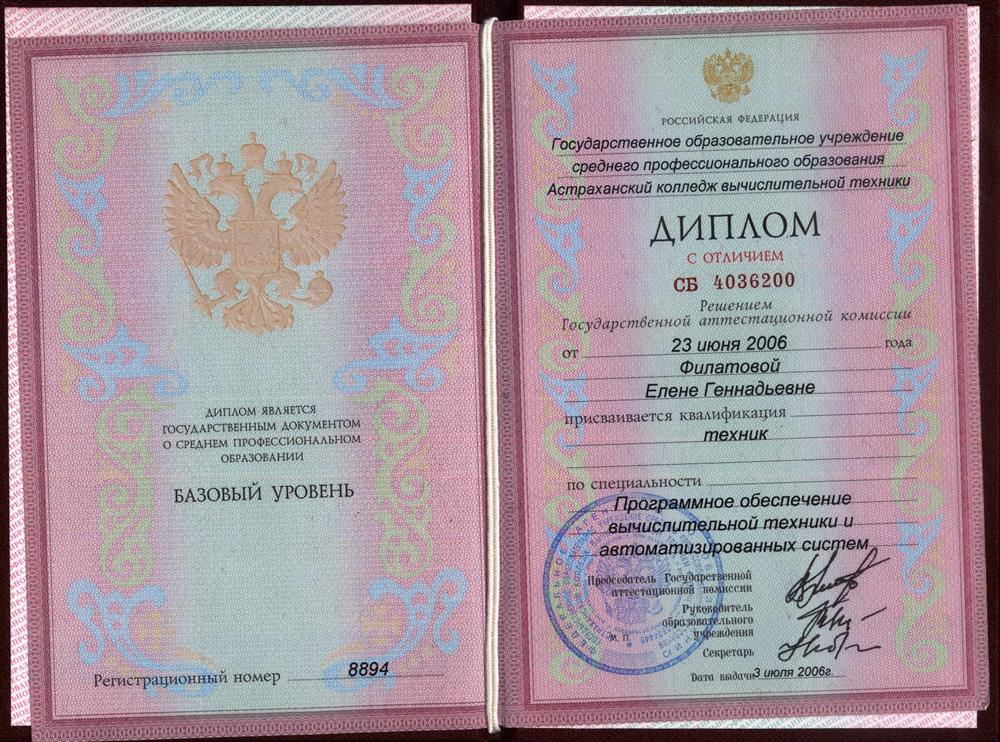 ДИПЛОМ ЯВЛЯЕТСЯ
ГОСУДАРСТВЕННЫМ ДОКУМЕНТОМ
О СРЕДНЕМ ПРОФЕССИОНАЛЬНОМ
ОБРАЗОВАНИИ
БАЗОВЫЙ УРОВЕНЬ
Регистрационный номер 8894
РОССИЙСКАЯ ФЕДЕРАЦИЯ
Государственное образовательное учреждение
среднего профессионального образования
Астраханский колледж вычислительной техники
ДИПЛОМ
С ОТЛИЧИЕМ
СБ 4036200
Решением
Государственной аттестационной комиссии
от 23 июня 2006 года
Филатовой
Елене Геннадьевне
присваивается квалификация
техник
по специальности
Программное обеспечение
вычислительной техники и
автоматизированных систем
Председатель Государственной
аттестационной комиссии
Руководитель
образовательного
учреждения
М. П.
Секретарь
Дата выдачи 3 июля 2006г.